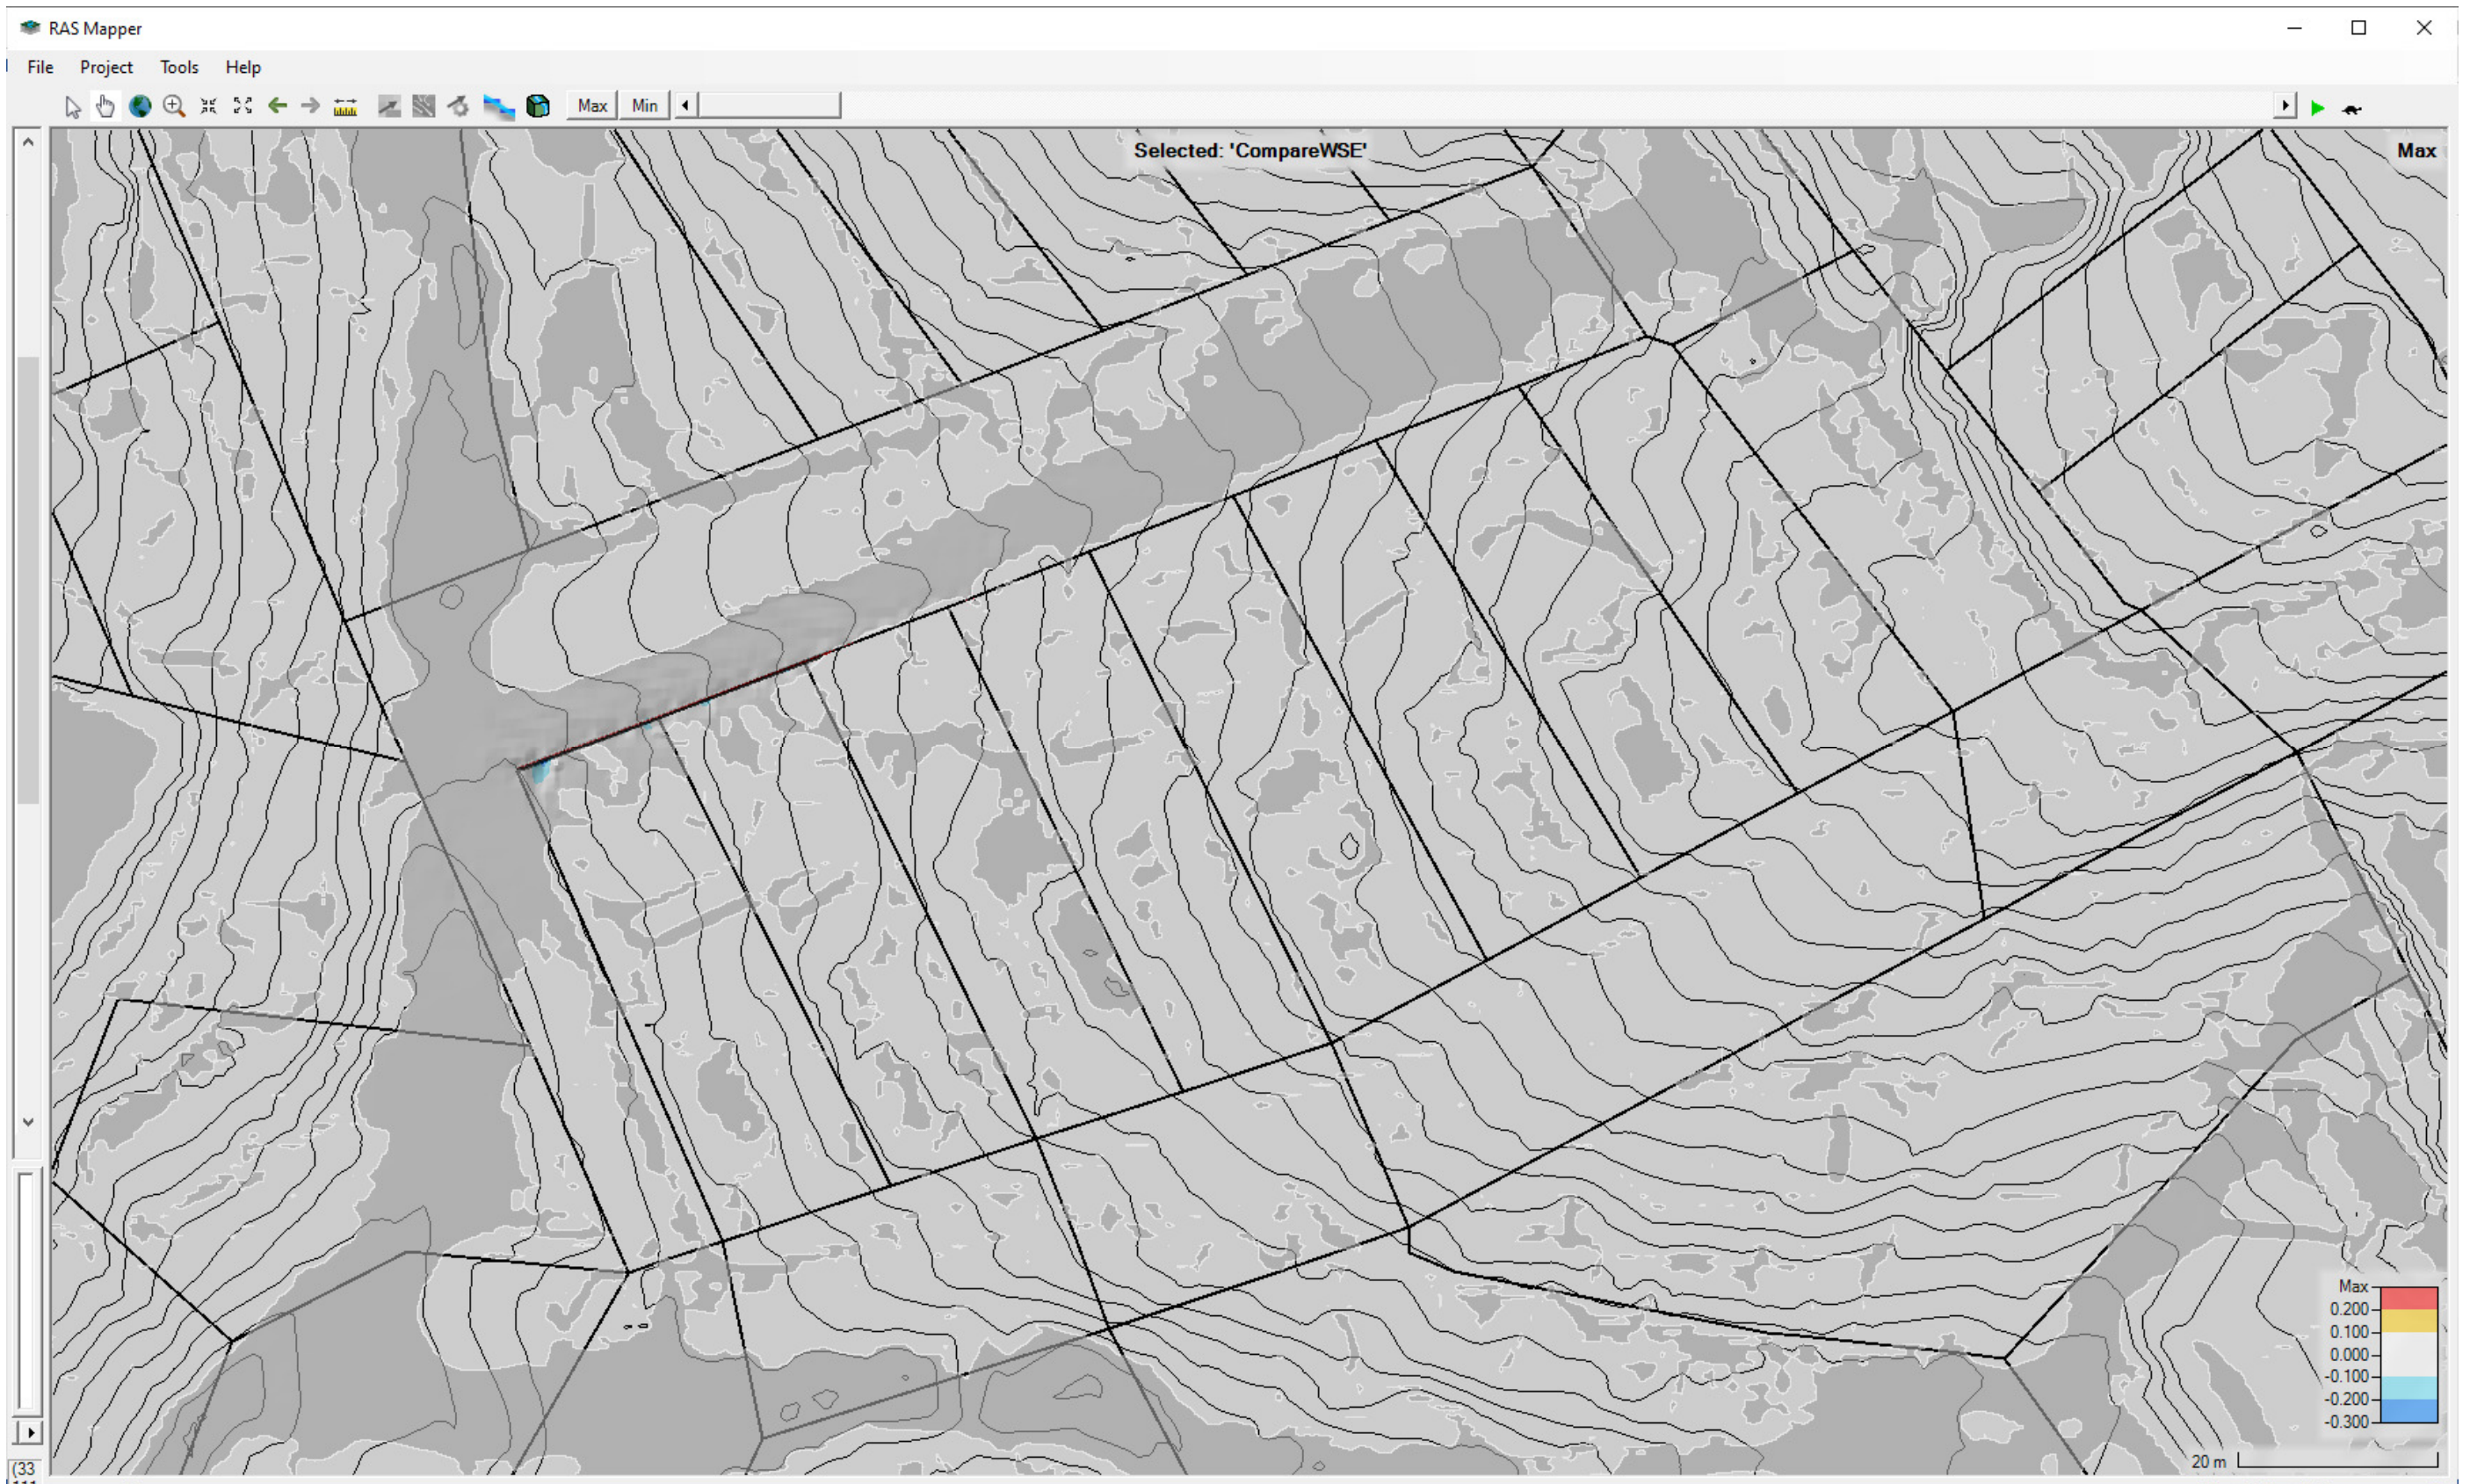 RAS Mapper
File Project Tools Help
Max Min
Selected: 'CompareWSE'
Max
Max
0.200
0.100
0.000
-0.100
-0.200
-0.300
20 m
(33